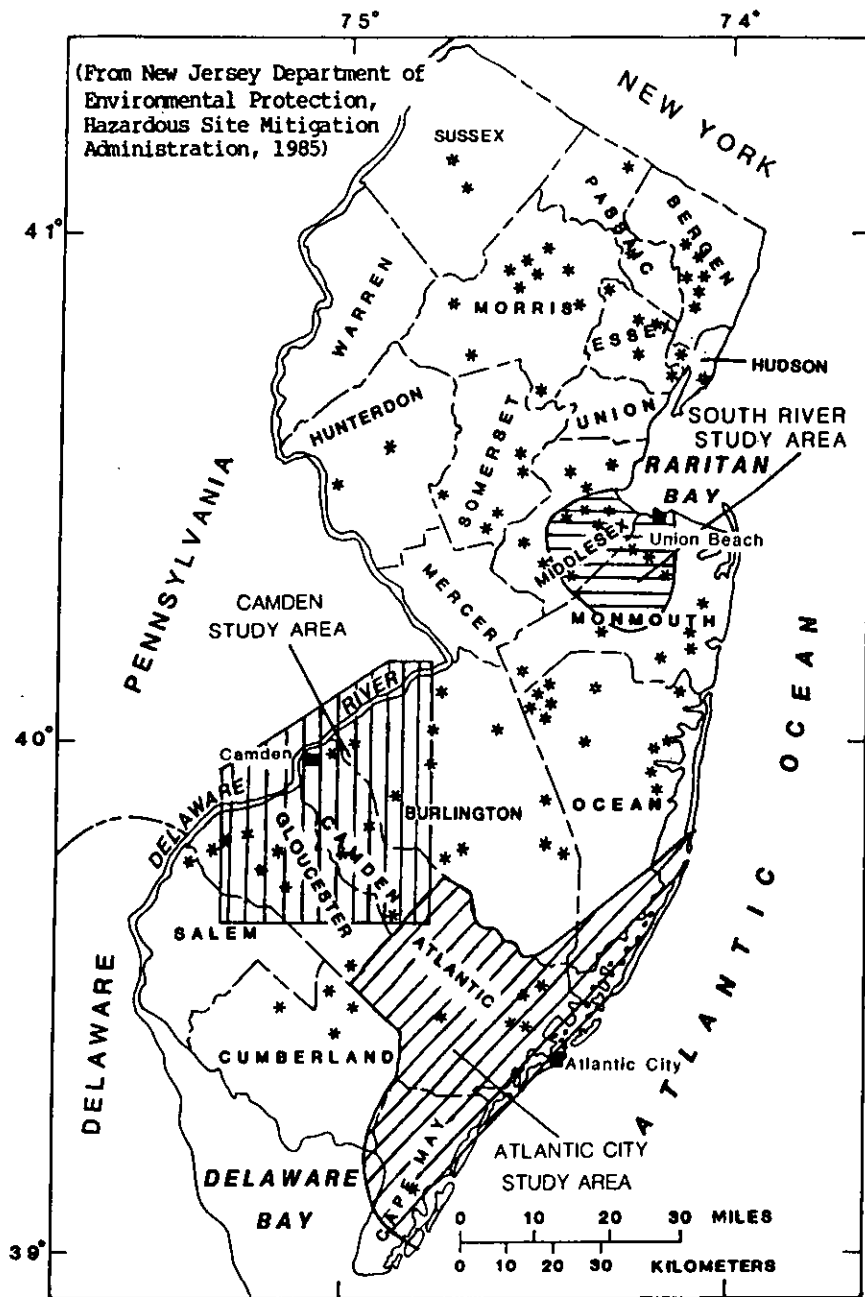 75° 74°
(From New Jersey Department of
Environmental Protection,
Hazardous Site Mitigation
Administration, 1985)
NEW YORK
SUSSEX
PASSAIC
BERGEN
41°
WARREN
MORRIS
ESSEX
HUDSON
HUNTERDON
SOMERSET
UNION
SOUTH RIVER
STUDY AREA
RARITAN
BAY
PENNSYLVANIA
Union Beach
MIDDLESEX
MERCER
CAMDEN
STUDY AREA
MONMOUTH
DELAWARE RIVER
40°
Camden
OCEAN
BURLINGTON
GLOUCESTER
CAMDEN
SALEM
ATLANTIC
ATLANTIC OCEAN
DELAWARE
CUMBERLAND
Atlantic City
CAPE MAY
ATLANTIC CITY
STUDY AREA
DELAWARE
BAY
39°
0 10 20 30 MILES
0 10 20 30 KILOMETERS